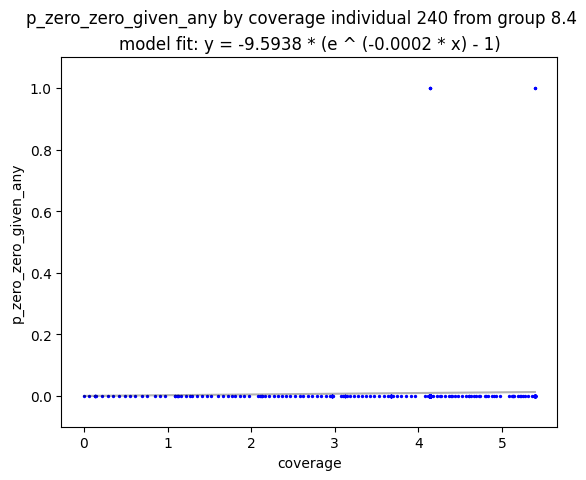 p_zero_zero_given_any by coverage individual 240 from group 8.4
model fit: y = -9.5938 * (e ^ (-0.0002 * x) - 1)
1.0
0.8
0.6
0.4
0.2
0.0
p_zero_zero_given_any
0 1 2 3 4 5
coverage